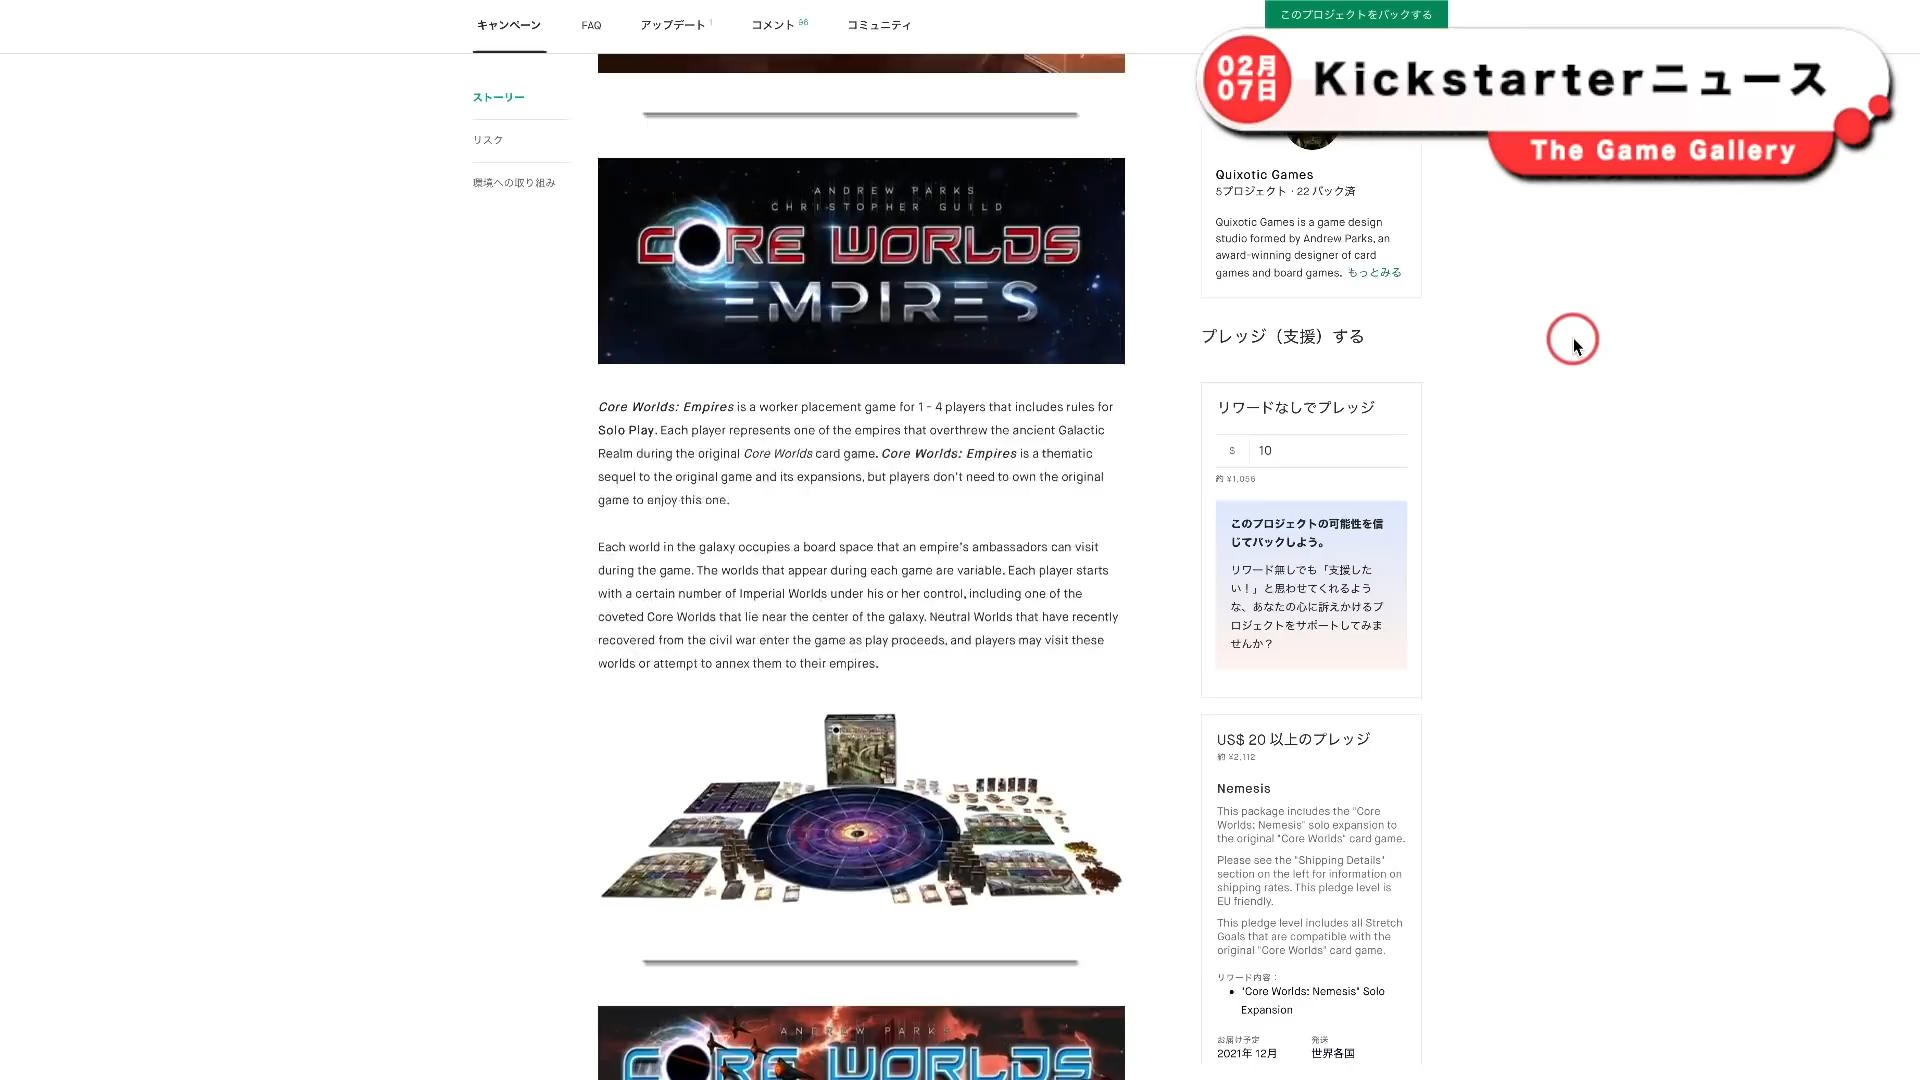 キャンペーン
FAQ
アップデート 1
コメント 96
コミュニティ
このプロジェクトをバックする
02月
07日
Kickstarterニュース
The Game Gallery
ストーリー
リスク
環境への取り組み
ANDREW PARKS
CHRISTOPHER GUILD
CORE WORLDS
EMPIRES
Core Worlds: Empires is a worker placement game for 1 - 4 players that includes rules for
Solo Play. Each player represents one of the empires that overthrew the ancient Galactic
Realm during the original Core Worlds card game. Core Worlds: Empires is a thematic
sequel to the original game and its expansions, but players don't need to own the original
game to enjoy this one.
Each world in the galaxy occupies a board space that an empire's ambassadors can visit
during the game. The worlds that appear during each game are variable. Each player starts
with a certain number of Imperial Worlds under his or her control, including one of the
coveted Core Worlds that lie near the center of the galaxy. Neutral Worlds that have recently
recovered from the civil war enter the game as play proceeds, and players may visit these
worlds or attempt to annex them to their empires.
ANDREW PARKS
CORE WORLDS
Quixotic Games
5プロジェクト · 22 バック済
Quixotic Games is a game design
studio formed by Andrew Parks, an
award-winning designer of card
games and board games. もっとみる
プレッジ（支援）する
リワードなしでプレッジ
$ 10
約 ¥1,056
このプロジェクトの可能性を信
じてバックしよう。
リワード無しでも「支援した
い！」と思わせてくれるよう
な、あなたの心に訴えかけるプ
ロジェクトをサポートしてみま
せんか？
US$ 20 以上のプレッジ
約 ¥2,112
Nemesis
This package includes the "Core
Worlds: Nemesis" solo expansion to
the original "Core Worlds" card game.
Please see the "Shipping Details"
section on the left for information on
shipping rates. This pledge level is
EU friendly.
This pledge level includes all Stretch
Goals that are compatible with the
original "Core Worlds" card game.
リワード内容：
• "Core Worlds: Nemesis" Solo
Expansion
お届け予定
2021年 12月
発送
世界各国